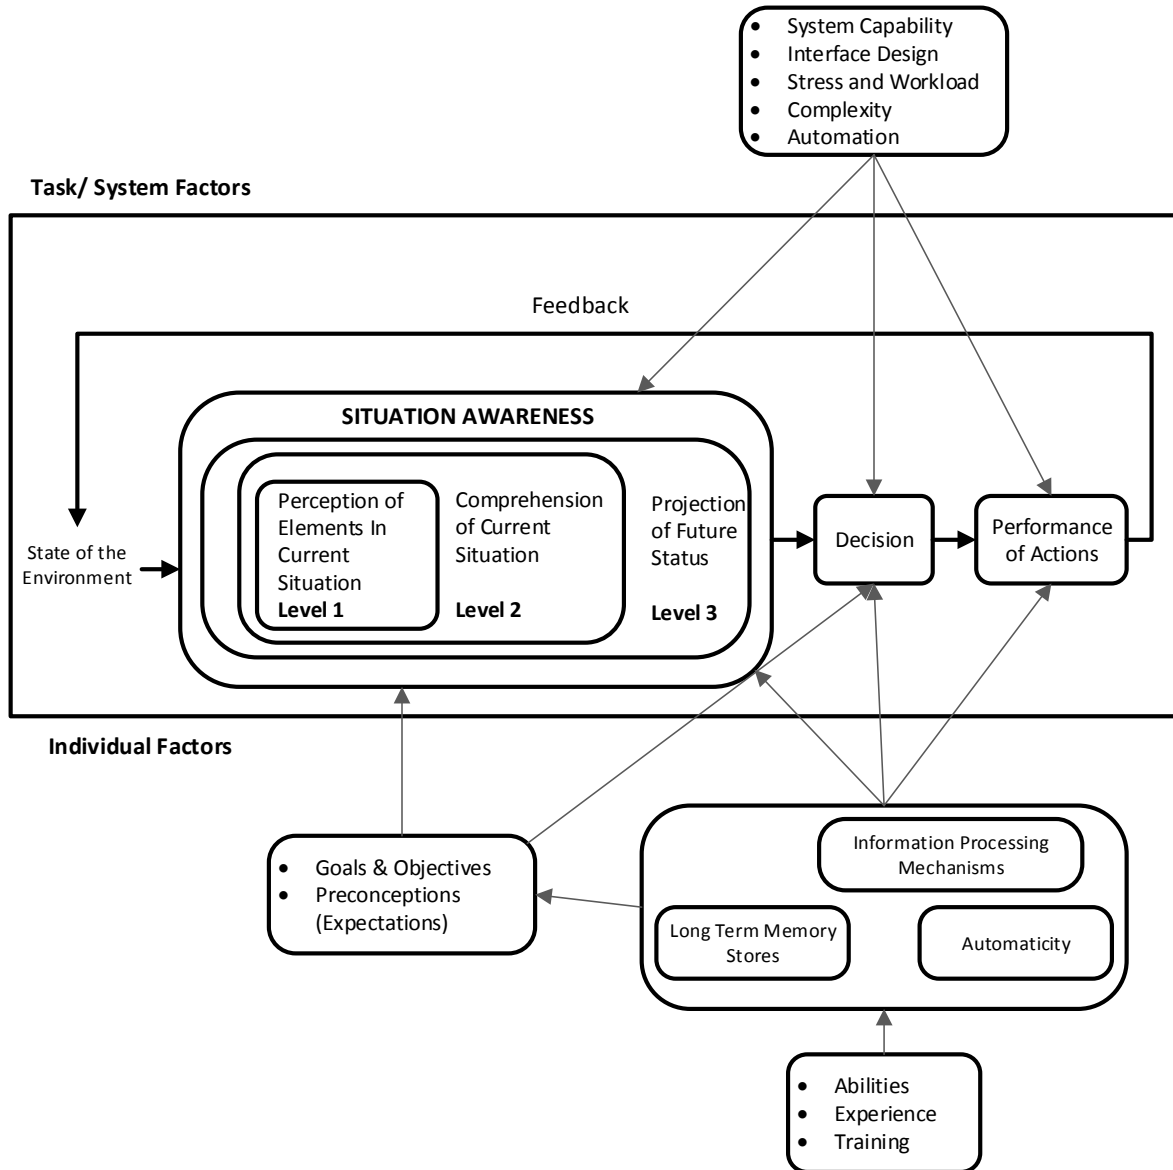 • System Capability
• Interface Design
• Stress and Workload
• Complexity
• Automation
Task/ System Factors
Feedback
SITUATION AWARENESS
Perception of
Elements In
Current
Situation
Level 1
Comprehension
of Current
Situation
Level 2
Projection
of Future
Status
Level 3
State of the
Environment
Decision
Performance
of Actions
Individual Factors
• Goals & Objectives
• Preconceptions
(Expectations)
Information Processing
Mechanisms
Long Term Memory
Stores
Automaticity
• Abilities
• Experience
• Training